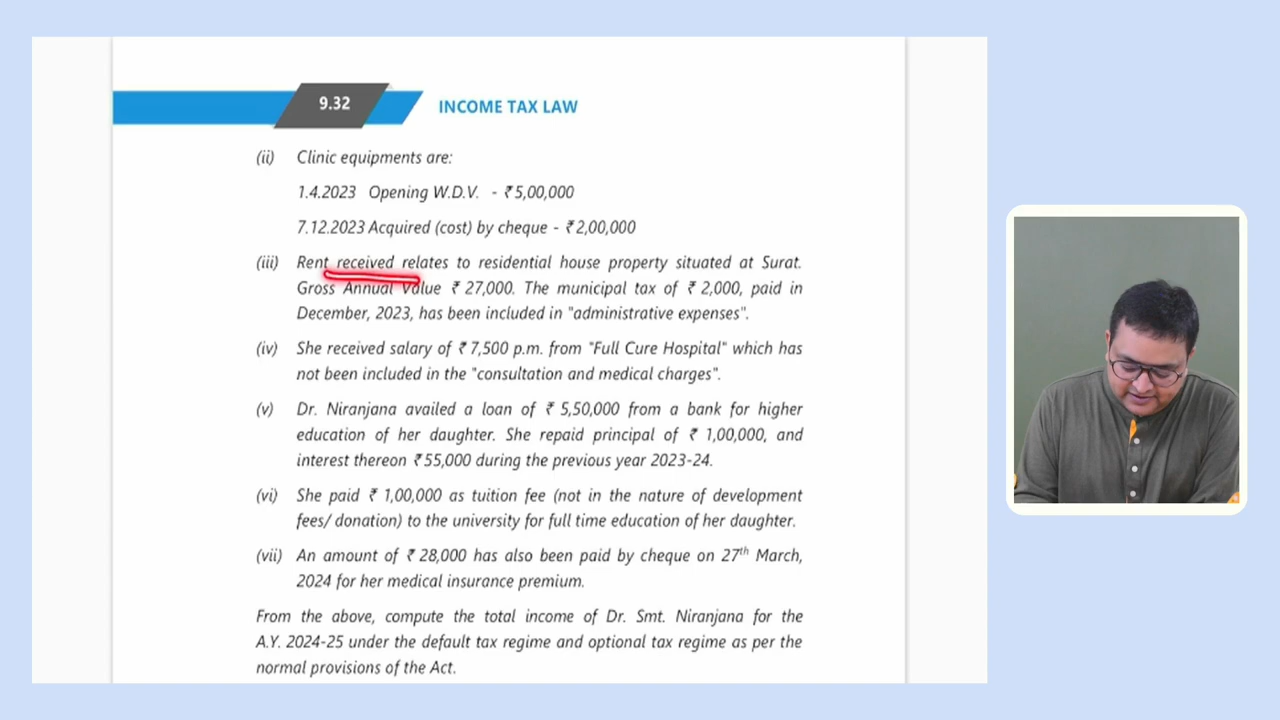 9.32
INCOME TAX LAW
(ii) Clinic equipments are:
1.4.2023 Opening W.D.V. - ₹ 5,00,000
7.12.2023 Acquired (cost) by cheque - ₹ 2,00,000
(iii) Rent received relates to residential house property situated at Surat.
Gross Annual Value ₹ 27,000. The municipal tax of ₹ 2,000, paid in
December, 2023, has been included in "administrative expenses".
(iv) She received salary of ₹ 7,500 p.m. from "Full Cure Hospital" which has
not been included in the "consultation and medical charges".
(v) Dr. Niranjana availed a loan of ₹ 5,50,000 from a bank for higher
education of her daughter. She repaid principal of ₹ 1,00,000, and
interest thereon ₹ 55,000 during the previous year 2023-24.
(vi) She paid ₹ 1,00,000 as tuition fee (not in the nature of development
fees/ donation) to the university for full time education of her daughter.
(vii) An amount of ₹ 28,000 has also been paid by cheque on 27th March,
2024 for her medical insurance premium.
From the above, compute the total income of Dr. Smt. Niranjana for the
A.Y. 2024-25 under the default tax regime and optional tax regime as per the
normal provisions of the Act.